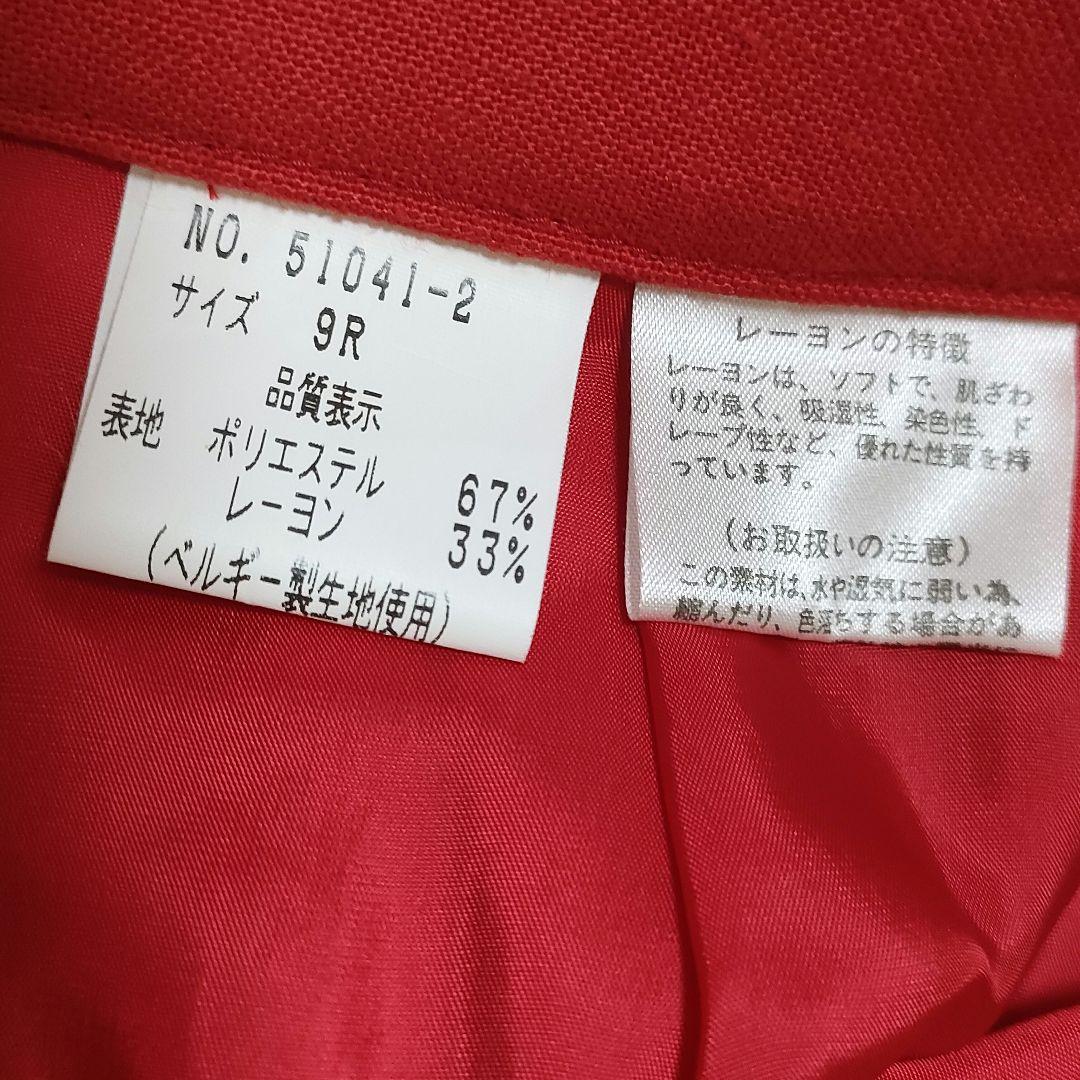 NO. 51041-2
サイズ 9R
品質表示
表地 ポリエステル 67%
レーヨン 33%
(ベルギー製生地使用)
レーヨンの特徴
レーヨンは、ソフトで、肌ざわ
りが良く、吸湿性、染色性、ド
レープ性など、優れた性質を持
っています。
(お取扱いの注意)
この素材は、水や湿気に弱い為、
縮んだり、色落ちする場合があ